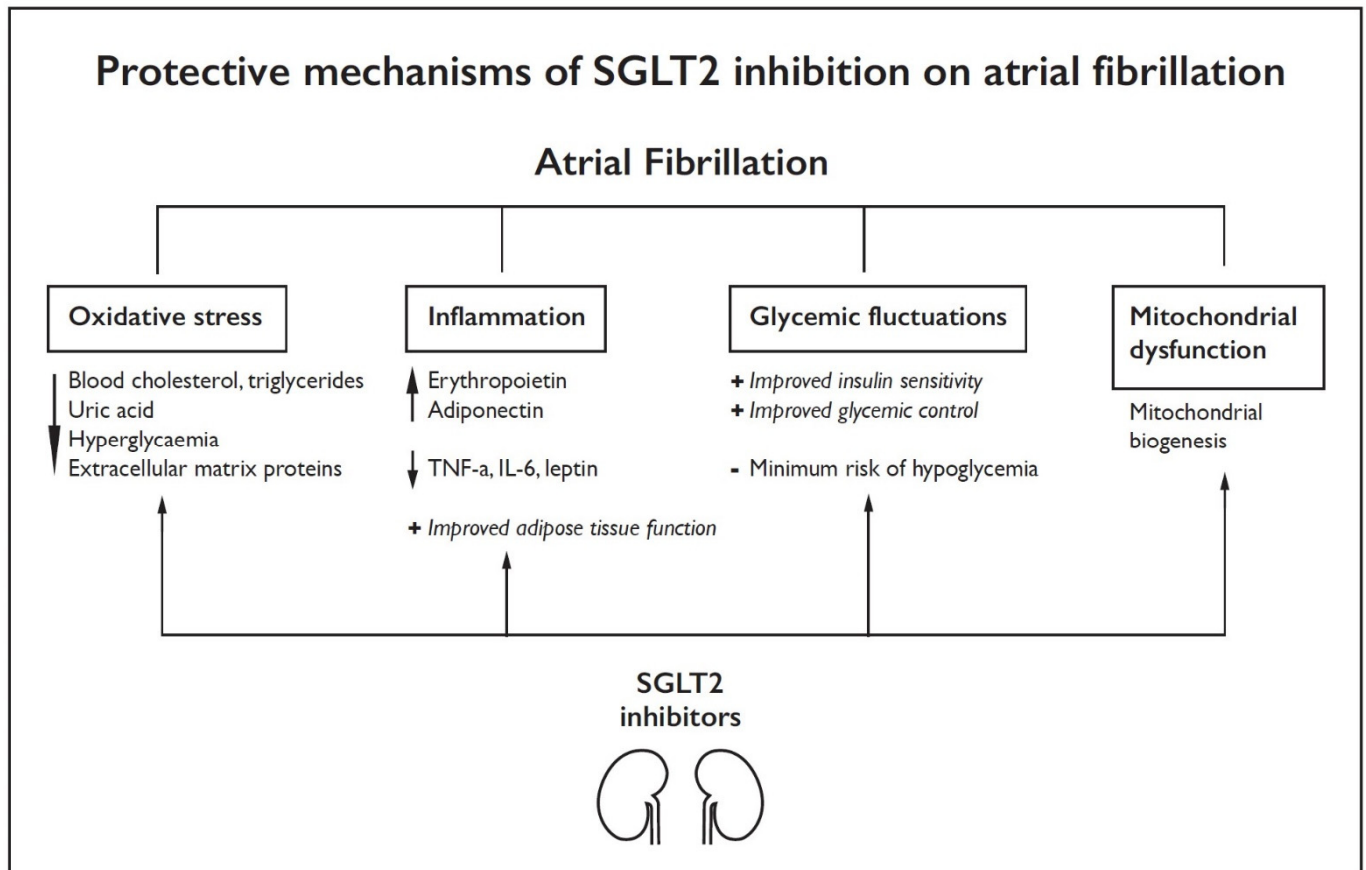 Protective mechanisms of SGLT2 inhibition on atrial fibrillation
Atrial Fibrillation
Oxidative stress
Blood cholesterol, triglycerides
Uric acid
Hyperglycaemia
Extracellular matrix proteins
Inflammation
Erythropoietin
Adiponectin
TNF-a, IL-6, leptin
+ Improved adipose tissue function
Glycemic fluctuations
+ Improved insulin sensitivity
+ Improved glycemic control
- Minimum risk of hypoglycemia
Mitochondrial
dysfunction
Mitochondrial
biogenesis
SGLT2
inhibitors